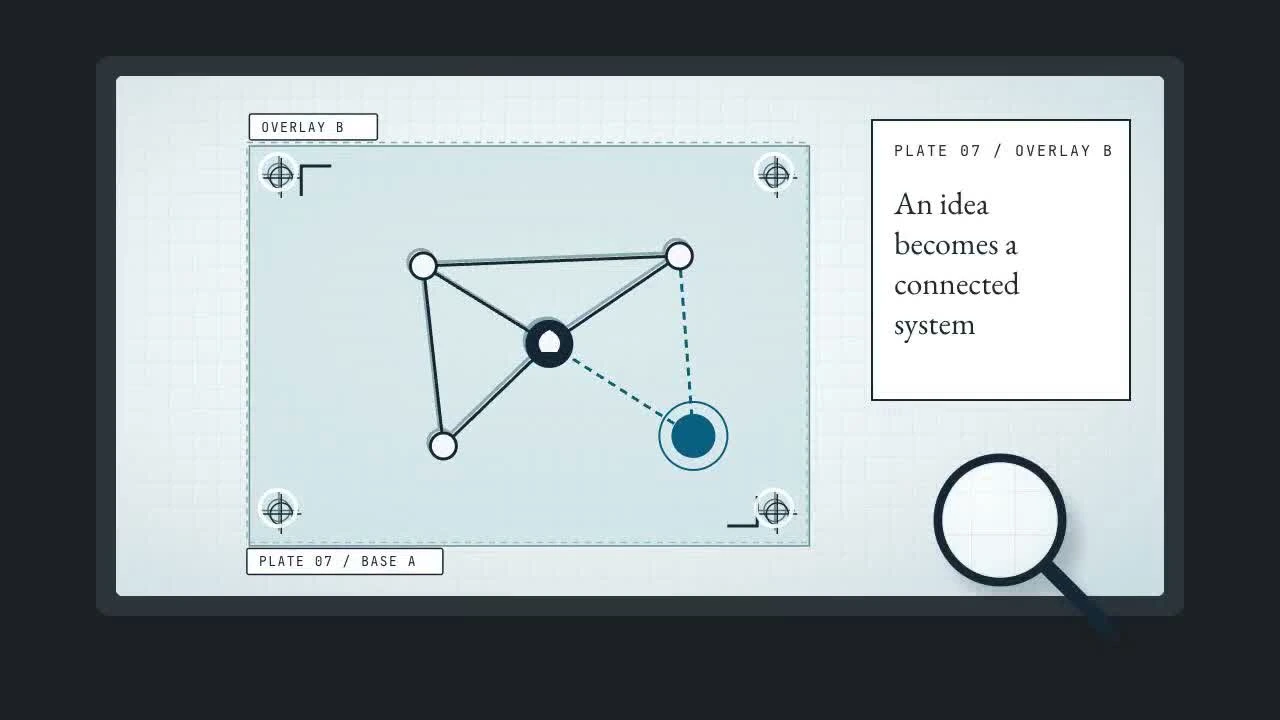 OVERLAY B
PLATE 07 / BASE A
PLATE 07 / OVERLAY B
An idea
becomes a
connected
system